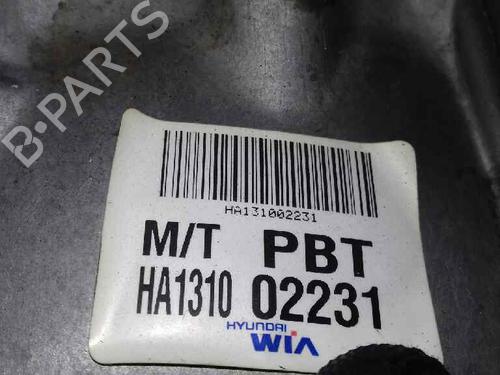 B-PARTS
HA131002231
M/T PBT
HA1310 02231
HYUNDAI
WIA